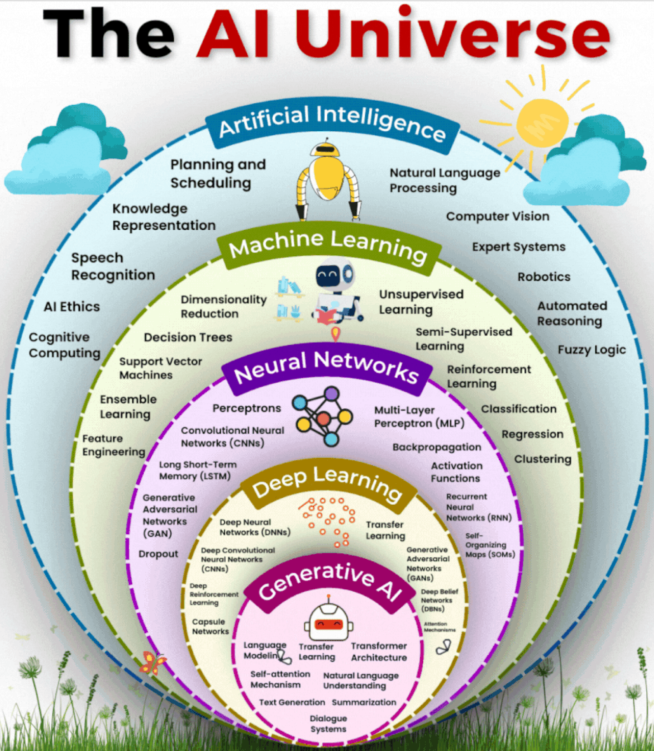 The AI Universe
Artificial Intelligence
Planning and
Scheduling
Natural Language
Processing
Knowledge
Representation
Computer Vision
Speech
Recognition
Expert Systems
Robotics
AI Ethics
Automated
Reasoning
Cognitive
Computing
Fuzzy Logic
Machine Learning
Dimensionality
Reduction
Unsupervised
Learning
Decision Trees
Semi-Supervised
Learning
Support Vector
Machines
Reinforcement
Learning
Ensemble
Learning
Classification
Feature
Engineering
Regression
Clustering
Neural Networks
Perceptrons
Multi-Layer
Perceptron (MLP)
Convolutional Neural
Networks (CNNs)
Backpropagation
Long Short-Term
Memory (LSTM)
Activation
Functions
Generative
Adversarial
Networks
(GAN)
Recurrent
Neural
Networks (RNN)
Dropout
Self-
Organizing
Maps (SOMs)
Deep Learning
Deep Neural
Networks (DNNs)
Transfer
Learning
Deep Convolutional
Neural Networks
(CNNs)
Generative
Adversarial
Networks
(GANs)
Deep
Reinforcement
Learning
Deep Belief
Networks
(DBNs)
Capsule
Networks
Attention
Mechanisms
Generative AI
Language
Modeling
Transfer
Learning
Transformer
Architecture
Self-attention
Mechanism
Natural Language
Understanding
Text Generation
Summarization
Dialogue
Systems